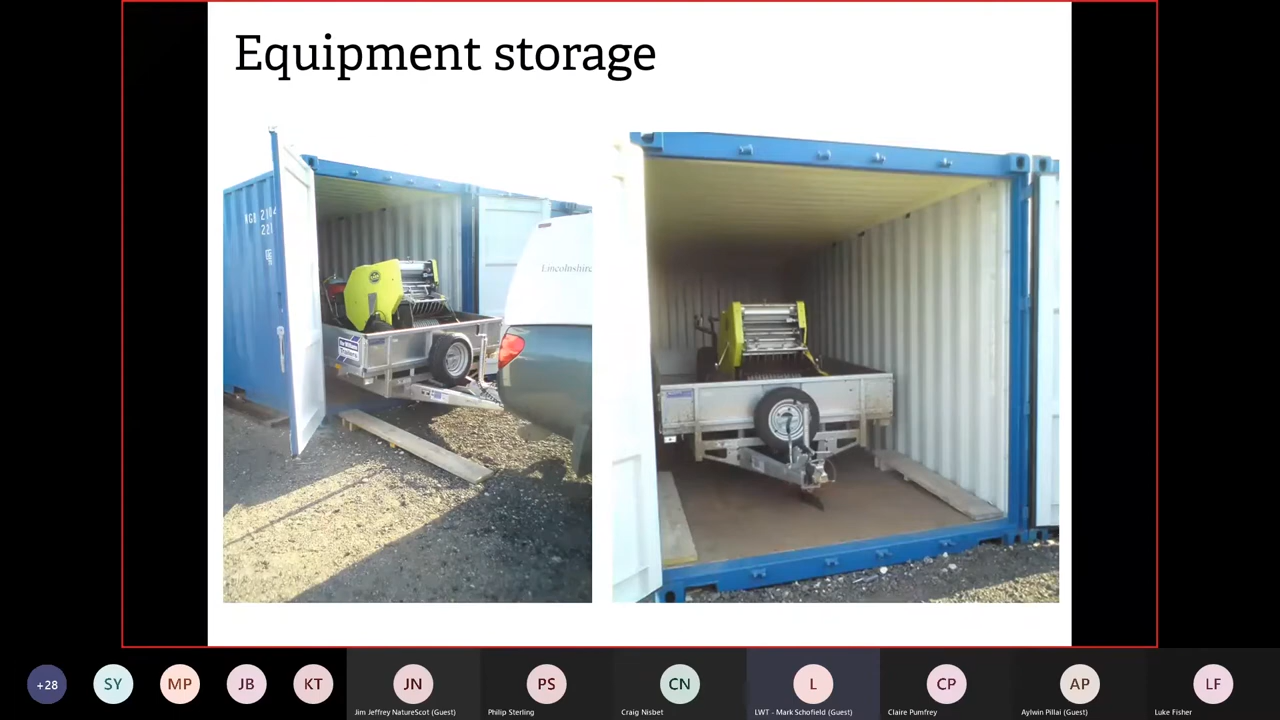 Equipment storage
Lincolnshire
+28
SY
MP
JB
KT
JN
PS
CN
L
CP
AP
LF
Jim Jeffrey NatureScot (Guest)
Philip Sterling
Craig Nisbet
LWT - Mark Schofield (Guest)
Claire Pumfrey
Aylwin Pillai (Guest)
Luke Fisher